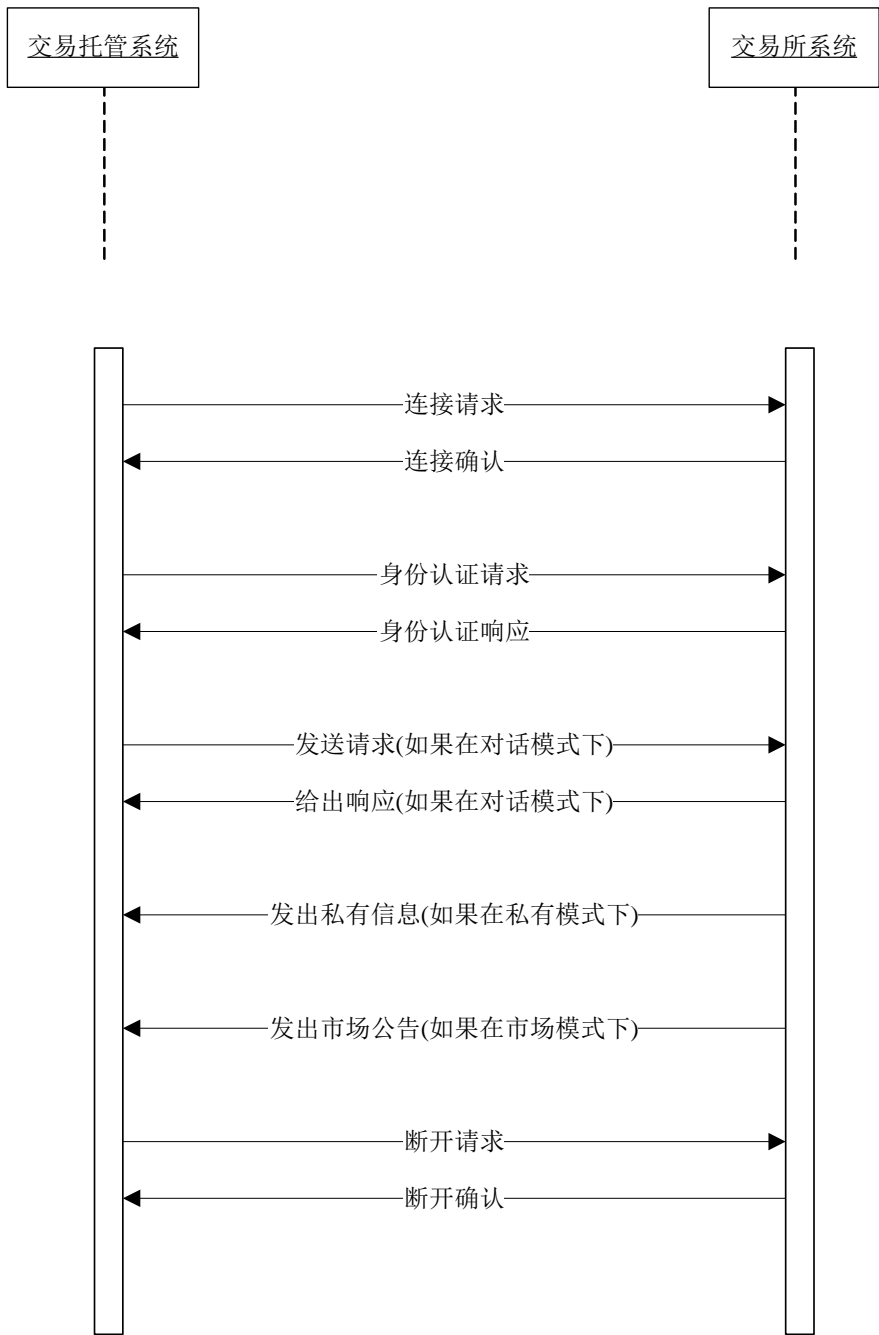 交易托管系统
交易所系统
连接请求
连接确认
身份认证请求
身份认证响应
发送请求(如果在对话模式下)
给出响应(如果在对话模式下)
发出私有信息(如果在私有模式下)
发出市场公告(如果在市场模式下)
断开请求
断开确认